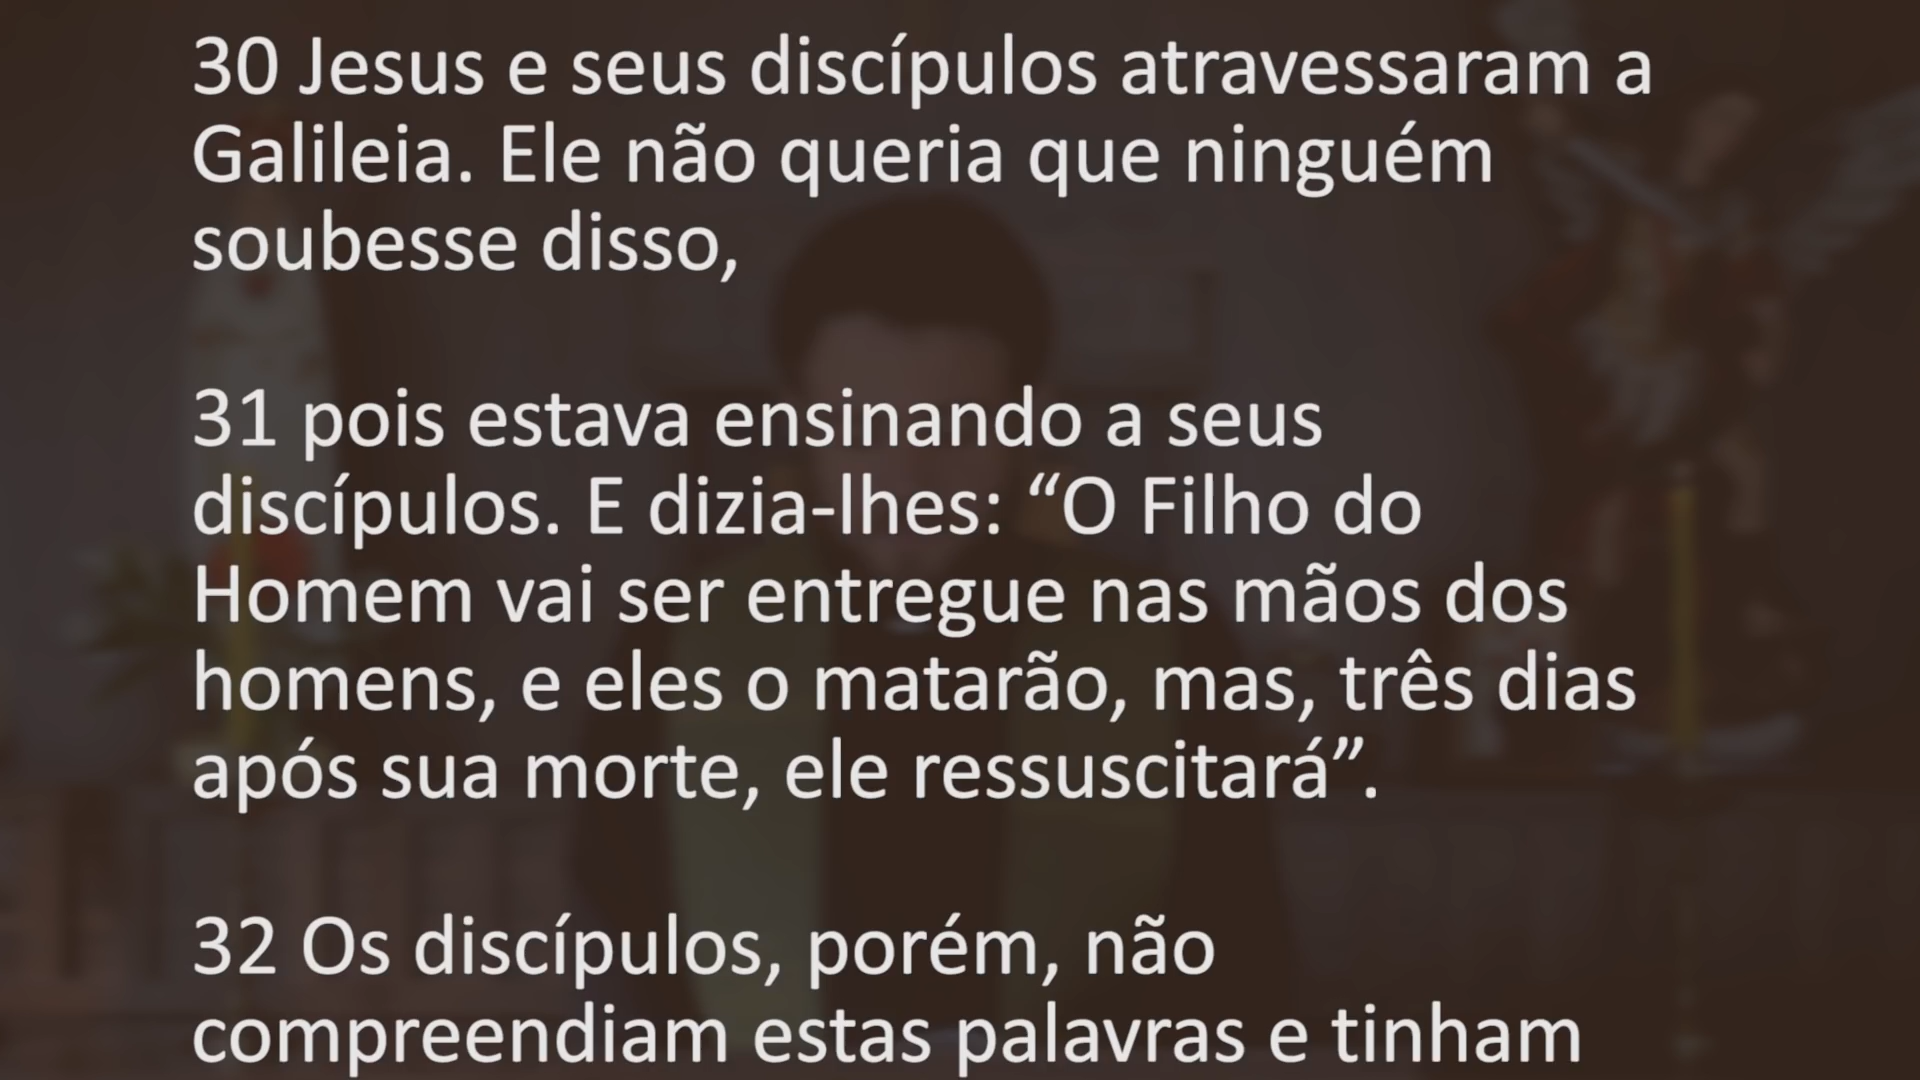 30 Jesus e seus discípulos atravessaram a
Galileia. Ele não queria que ninguém
soubesse disso,
31 pois estava ensinando a seus
discípulos. E dizia-lhes: “O Filho do
Homem vai ser entregue nas mãos dos
homens, e eles o matarão, mas, três dias
após sua morte, ele ressuscitará”.
32 Os discípulos, porém, não
compreendiam estas palavras e tinham